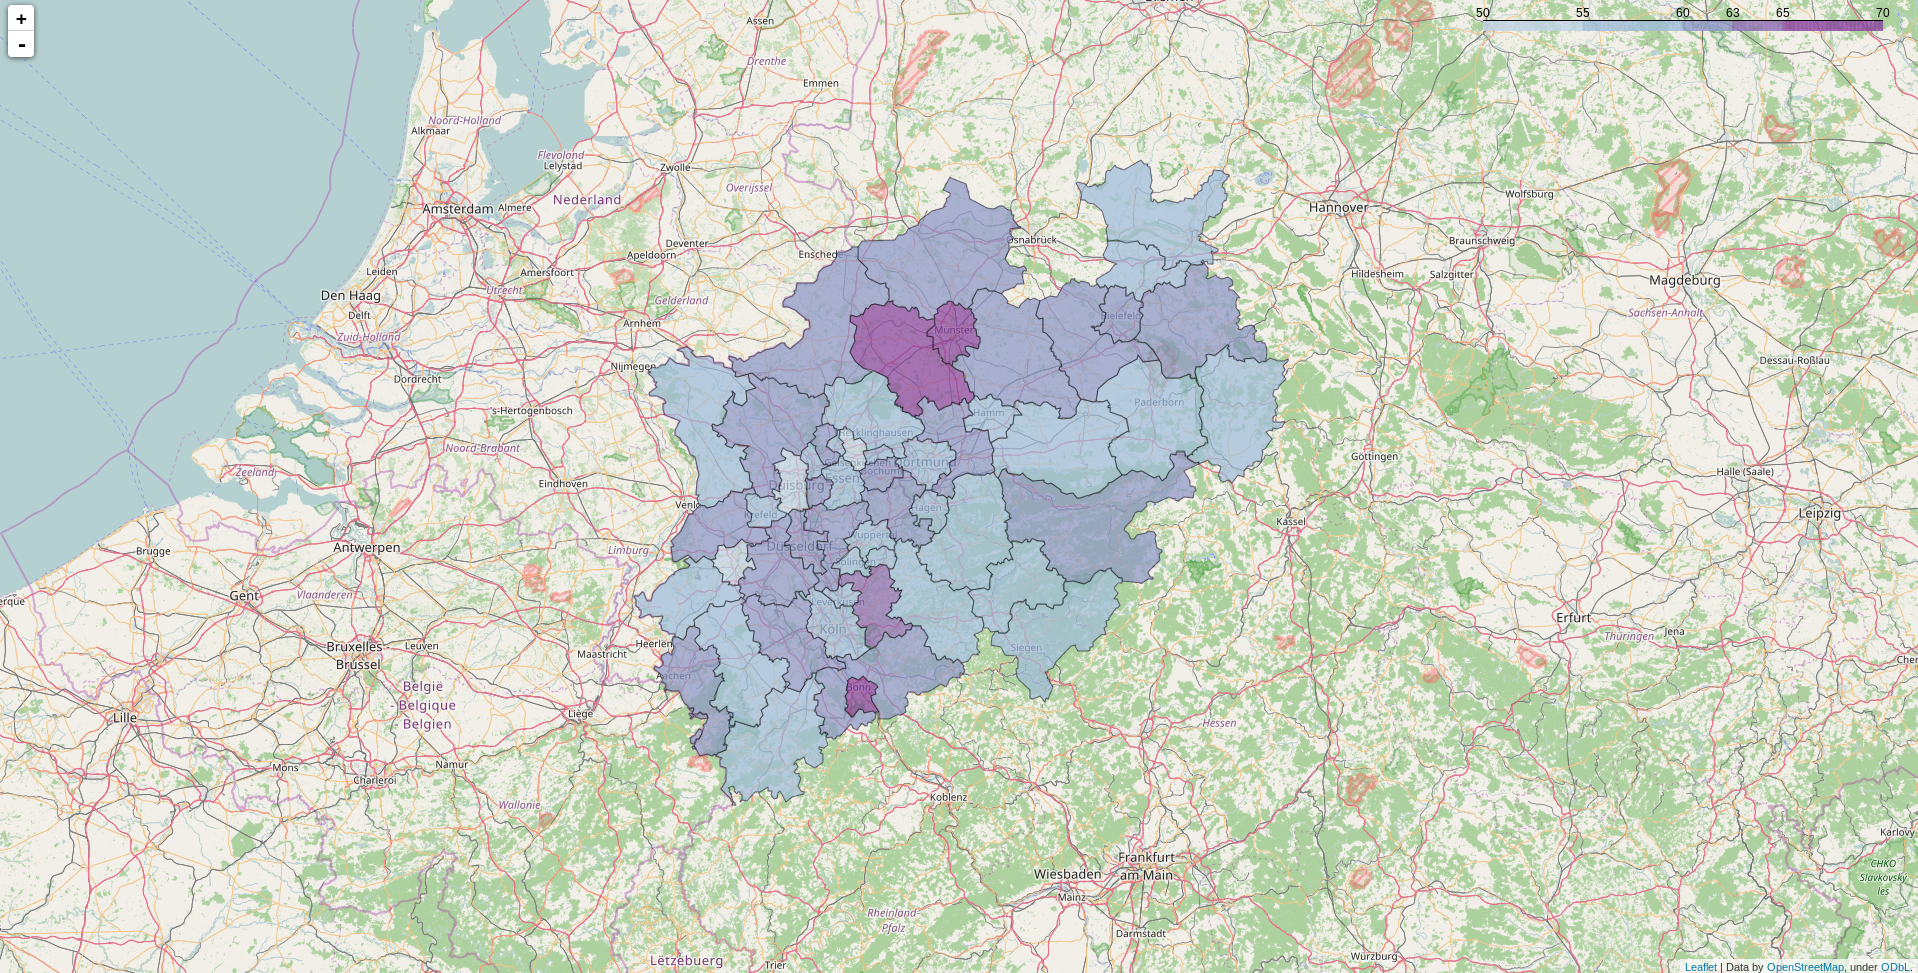 +
-
50 55 60 63 65 70
Assen
Drenthe
Emmen
Noord-Holland
Alkmaar
Flevoland
Lelystad
Zwolle
Overijssel
Nederland
Amsterdam
Almere
Wolfsburg
Hannover
Deventer
Osnabrück
Braunschweig
Apeldoorn
Leiden
Amersfoort
Heerlen
Hildesheim
Salzgitter
Magdeburg
Den Haag
Utrecht
Gelderland
Delft
Arnhem
Münster
Bielefeld
Sachsen-Anhalt
Zuid-Holland
Nijmegen
Dessau-Roßlau
Dordrecht
's-Hertogenbosch
Hamm
Paderborn
Recklinghausen
Noord-Brabant
Göttingen
Zeeland
Halle (Saale)
Eindhoven
Duisburg
Essen
Dortmund
Bochum
Venlo
Krefeld
Hagen
Kassel
Leipzig
Brugge
Antwerpen
Limburg
Düsseldorf
Solingen
Gent
Vlaanderen
Leverkusen
Köln
Erfurt
Thüringen
Jena
Bruxelles -
Brussel
Leuven
Maastricht
Siegen
Aachen
België
- Belgique
- Belgien
Bonn
Liège
Lille
Hessen
Mons
Namur
Charleroi
Wallonie
Koblenz
Karlovy
Frankfurt
am Main
Wiesbaden
Mainz
CHKO
Slavkovský
les
Rheinland-
Pfalz
Darmstadt
Würzburg
Lëtzebuerg
Trier
Leaflet | Data by OpenStreetMap, under ODbL.